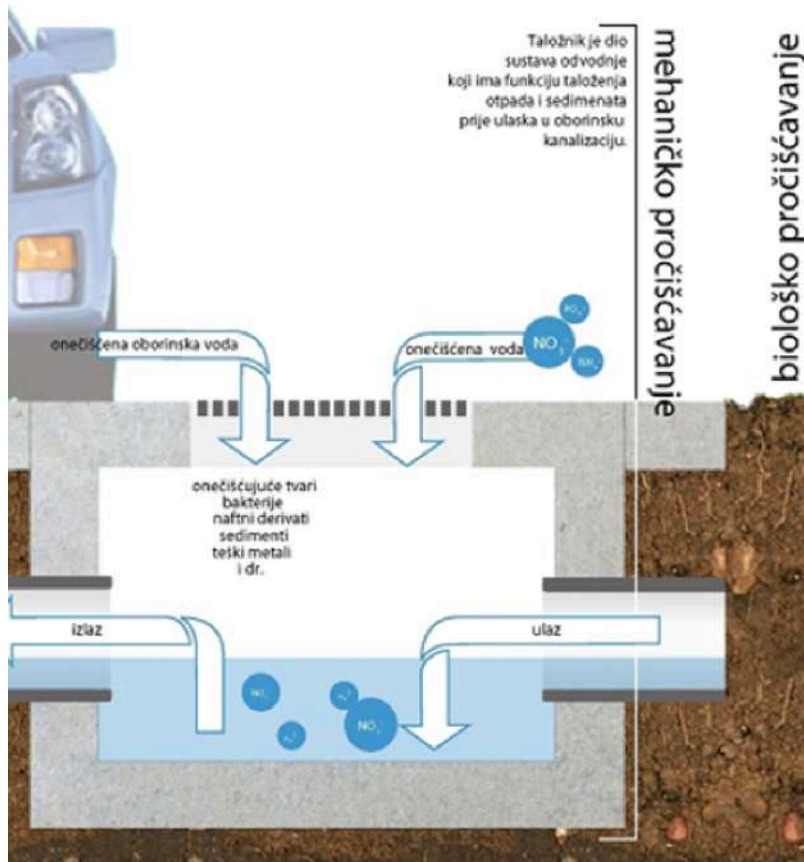 Taložnik je dio
sustava odvodnje
koji ima funkciju taloženja
otpada i sedimenata
prije ulaska u oborinsku
kanalizaciju.
mehaničko pročišćavanje
biološko pročišćavanje
onečišćena oborinska voda
onečišćena voda
NO₃⁻
onečišćujuće tvari
bakterije
naftni derivati
sedimenti
teški metali
i dr.
izlaz
ulaz